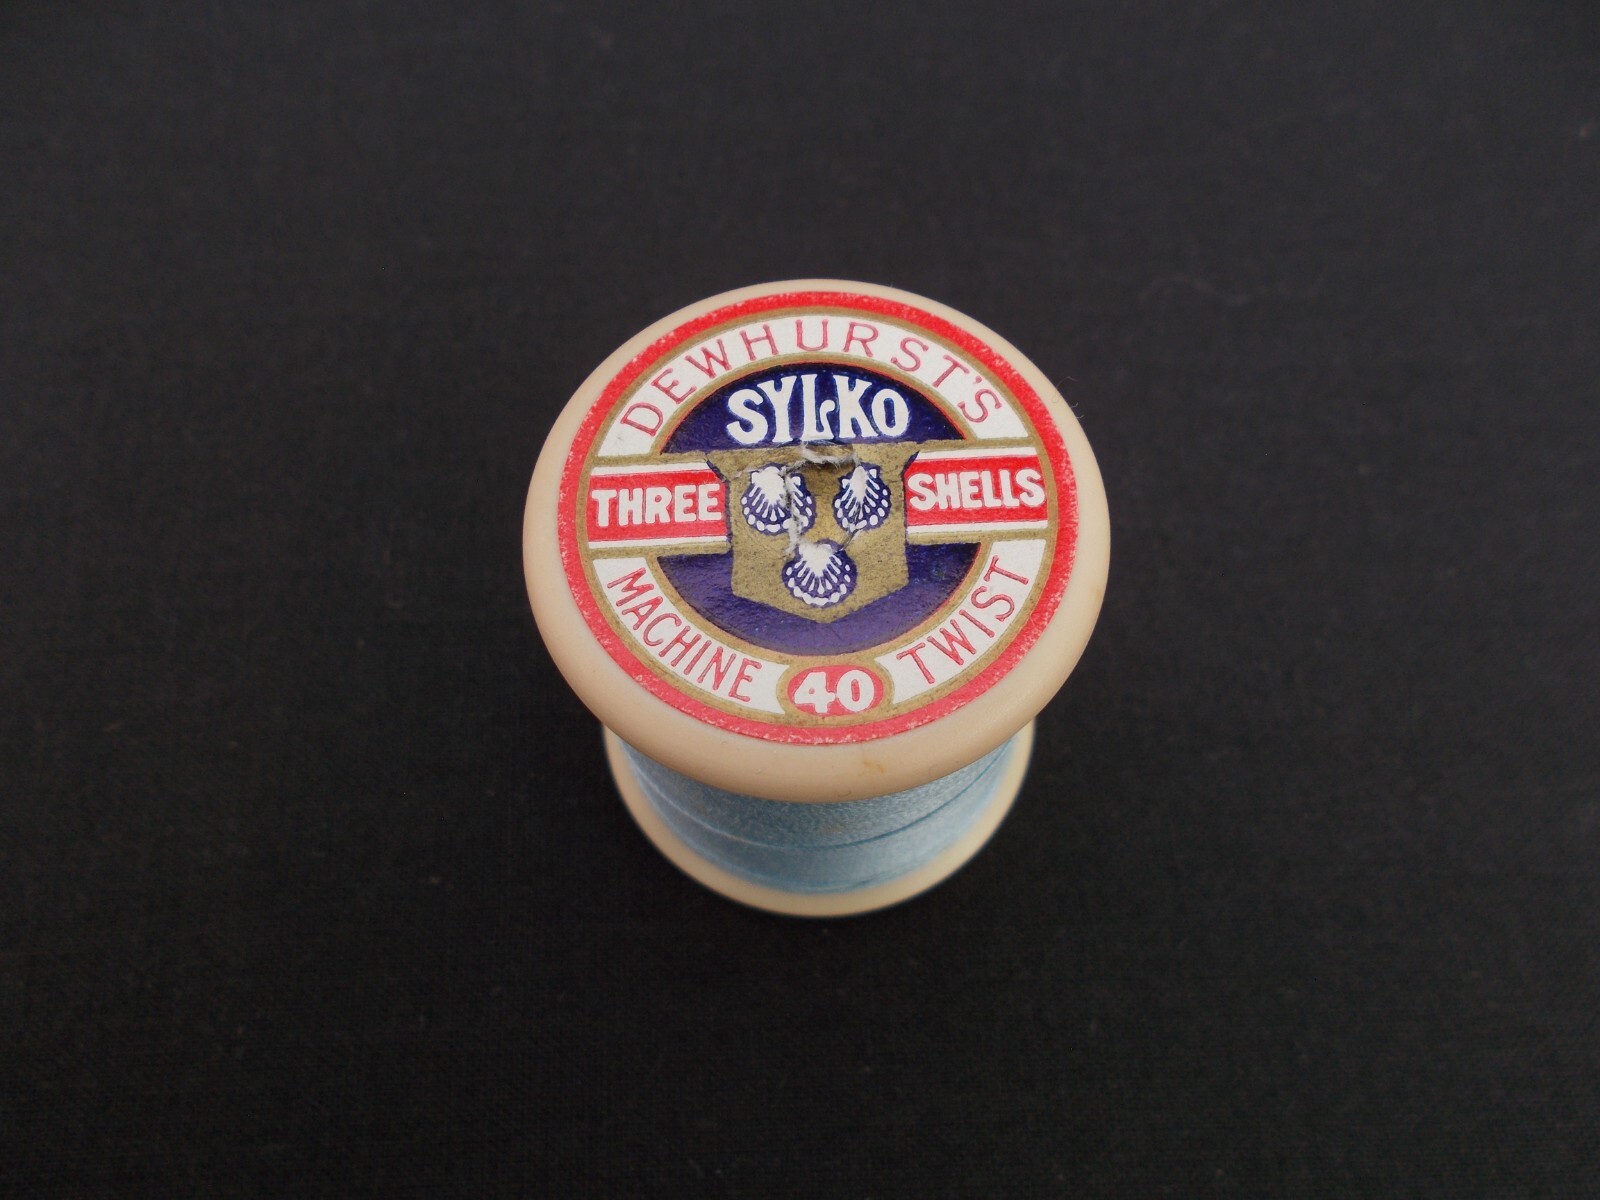 DEWHURST'S
SYLKO
THREE SHELLS
MACHINE 40 TWIST